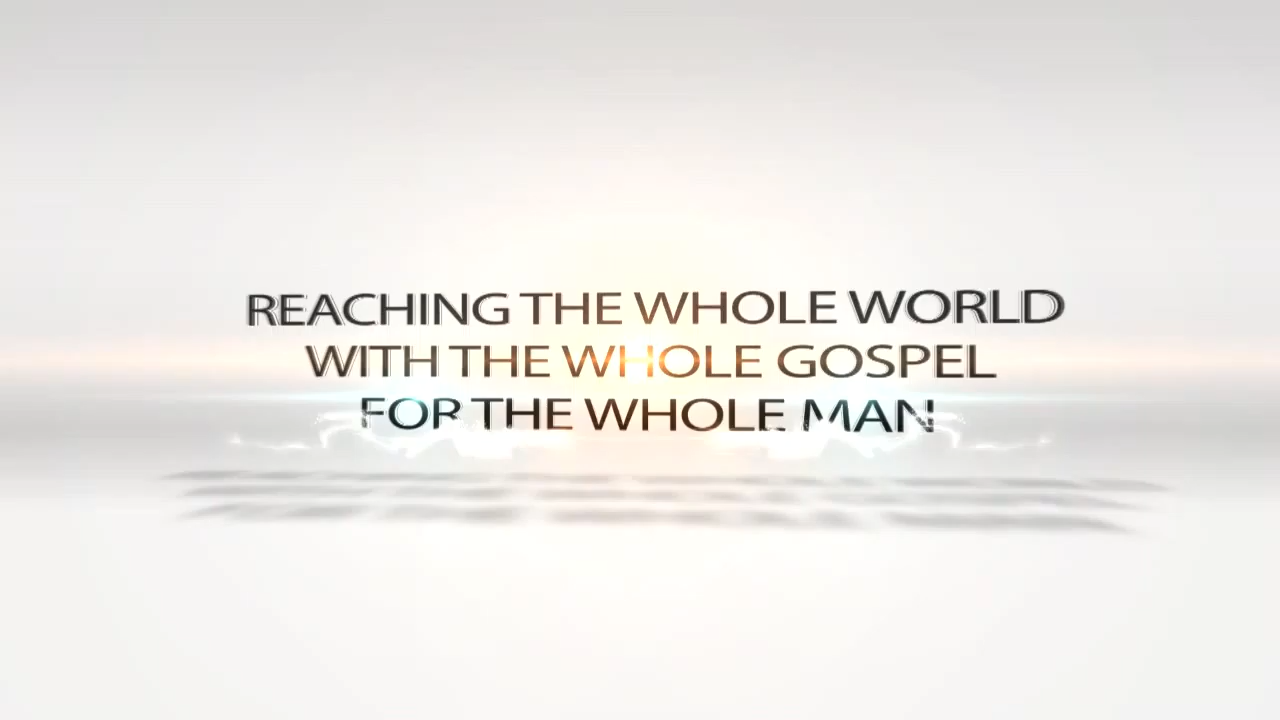 REACHING THE WHOLE WORLD
WITH THE WHOLE GOSPEL
FOR THE WHOLE MAN